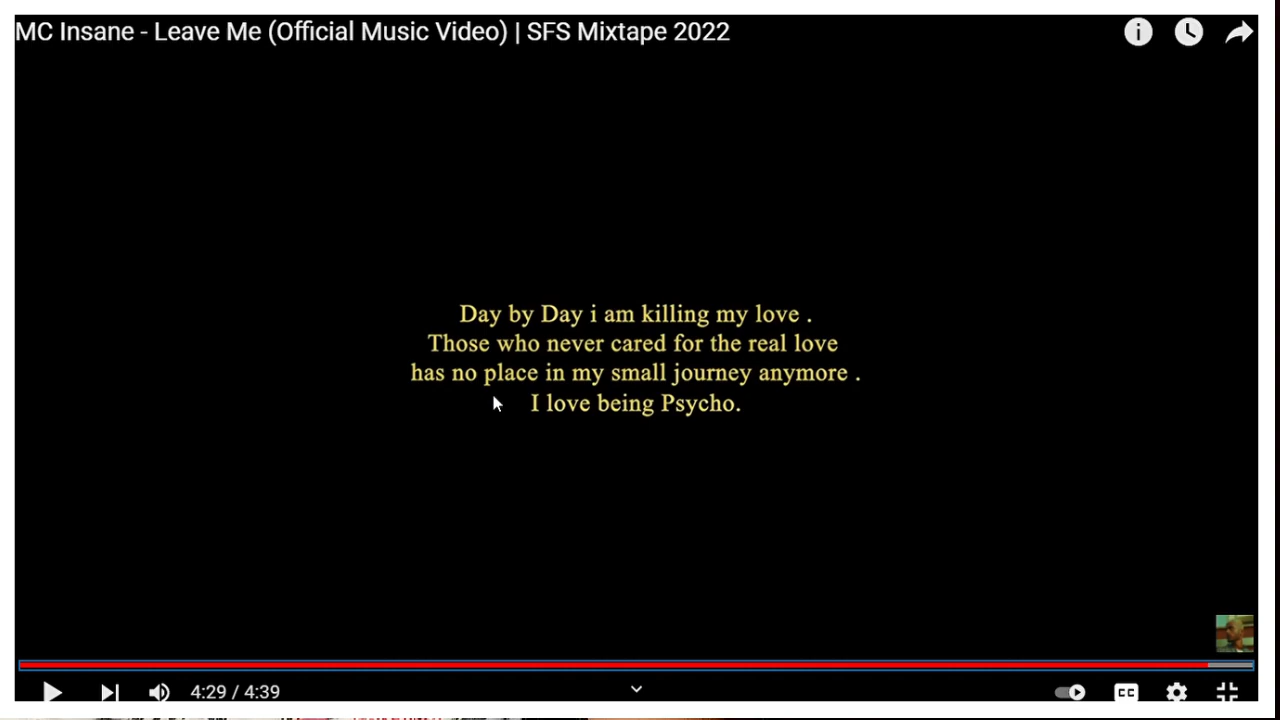 MC Insane - Leave Me (Official Music Video) | SFS Mixtape 2022
Day by Day i am killing my love .
Those who never cared for the real love
has no place in my small journey anymore .
I love being Psycho.
4:29 / 4:39
CC